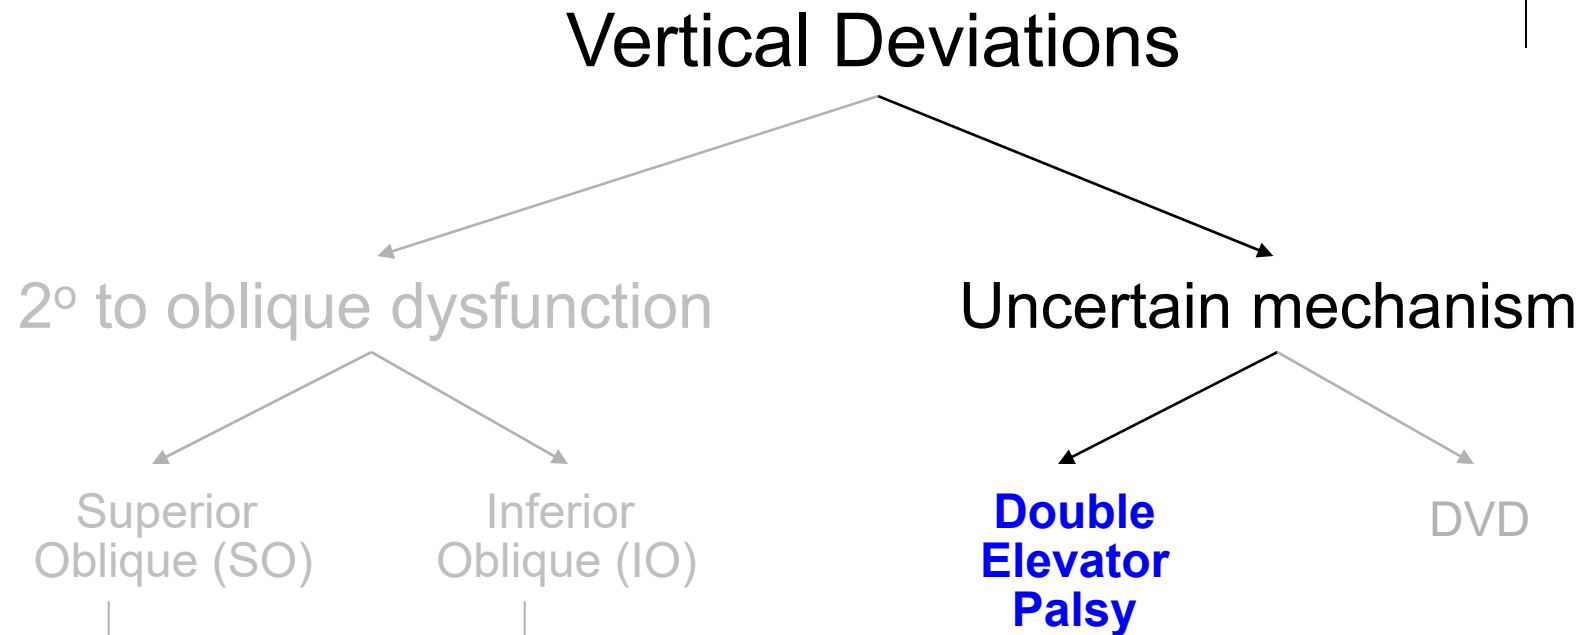 Vertical Deviations
2º to oblique dysfunction
Uncertain mechanism
Superior
Oblique (SO)
Inferior
Oblique (IO)
Double
Elevator
Palsy
DVD